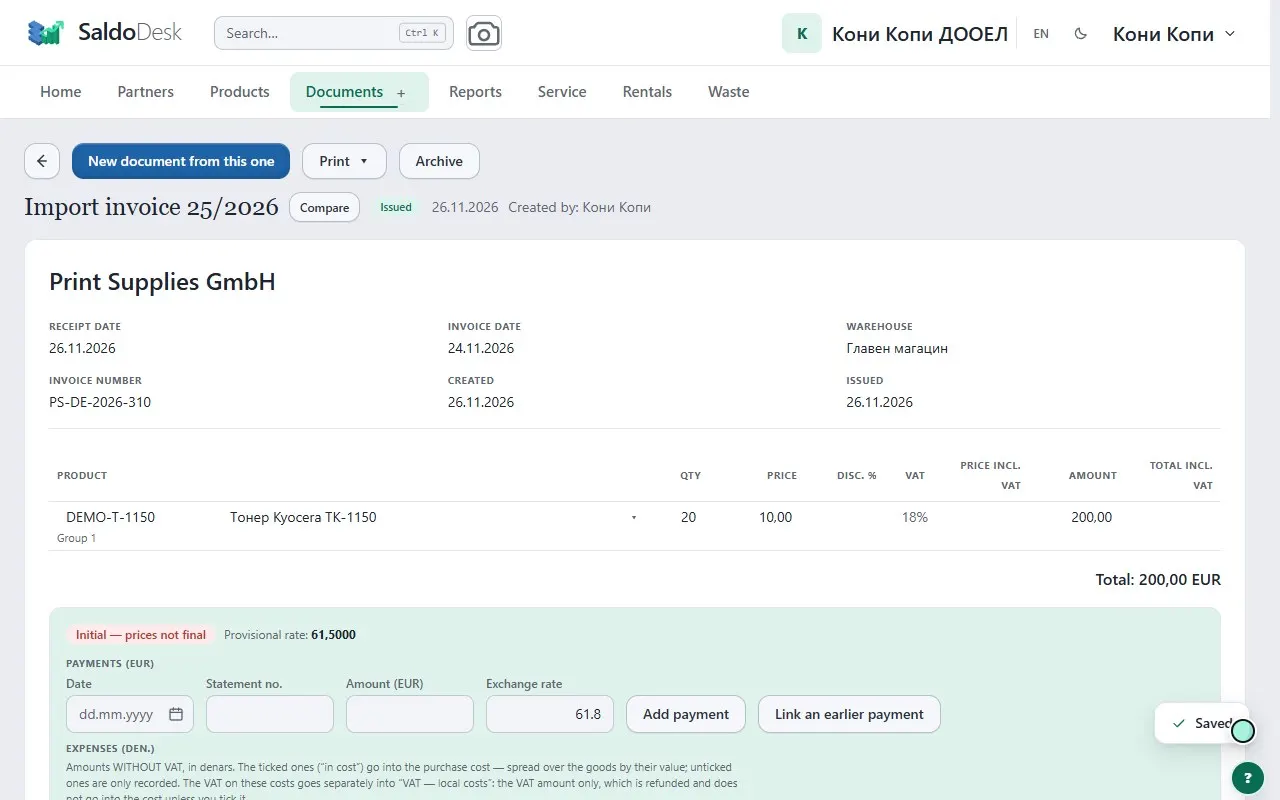 SaldoDesk
Search... Ctrl K
K Кони Копи ДООЕЛ EN Кони Копи
Home Partners Products Documents + Reports Service Rentals Waste
New document from this one Print Archive
Import invoice 25/2026 Compare Issued 26.11.2026 Created by: Кони Копи
Print Supplies GmbH
RECEIPT DATE INVOICE DATE WAREHOUSE
26.11.2026 24.11.2026 Главен магацин
INVOICE NUMBER CREATED ISSUED
PS-DE-2026-310 26.11.2026 26.11.2026
PRODUCT QTY PRICE DISC. % VAT PRICE INCL. VAT AMOUNT TOTAL INCL. VAT
DEMO-T-1150 Тонер Kyocera TK-1150 20 10,00 18% 200,00
Group 1
Total: 200,00 EUR
Initial — prices not final Provisional rate: 61,5000
PAYMENTS (EUR)
Date Statement no. Amount (EUR) Exchange rate
dd.mm.yyyy 61.8 Add payment Link an earlier payment
Saved
EXPENSES (DEN.)
Amounts WITHOUT VAT, in denars. The ticked ones (“in cost”) go into the purchase cost — spread over the goods by their value; unticked
ones are only recorded. The VAT on these costs goes separately into “VAT — local costs”: the VAT amount only, which is refunded and does
not go into the cost unless you tick it.
?